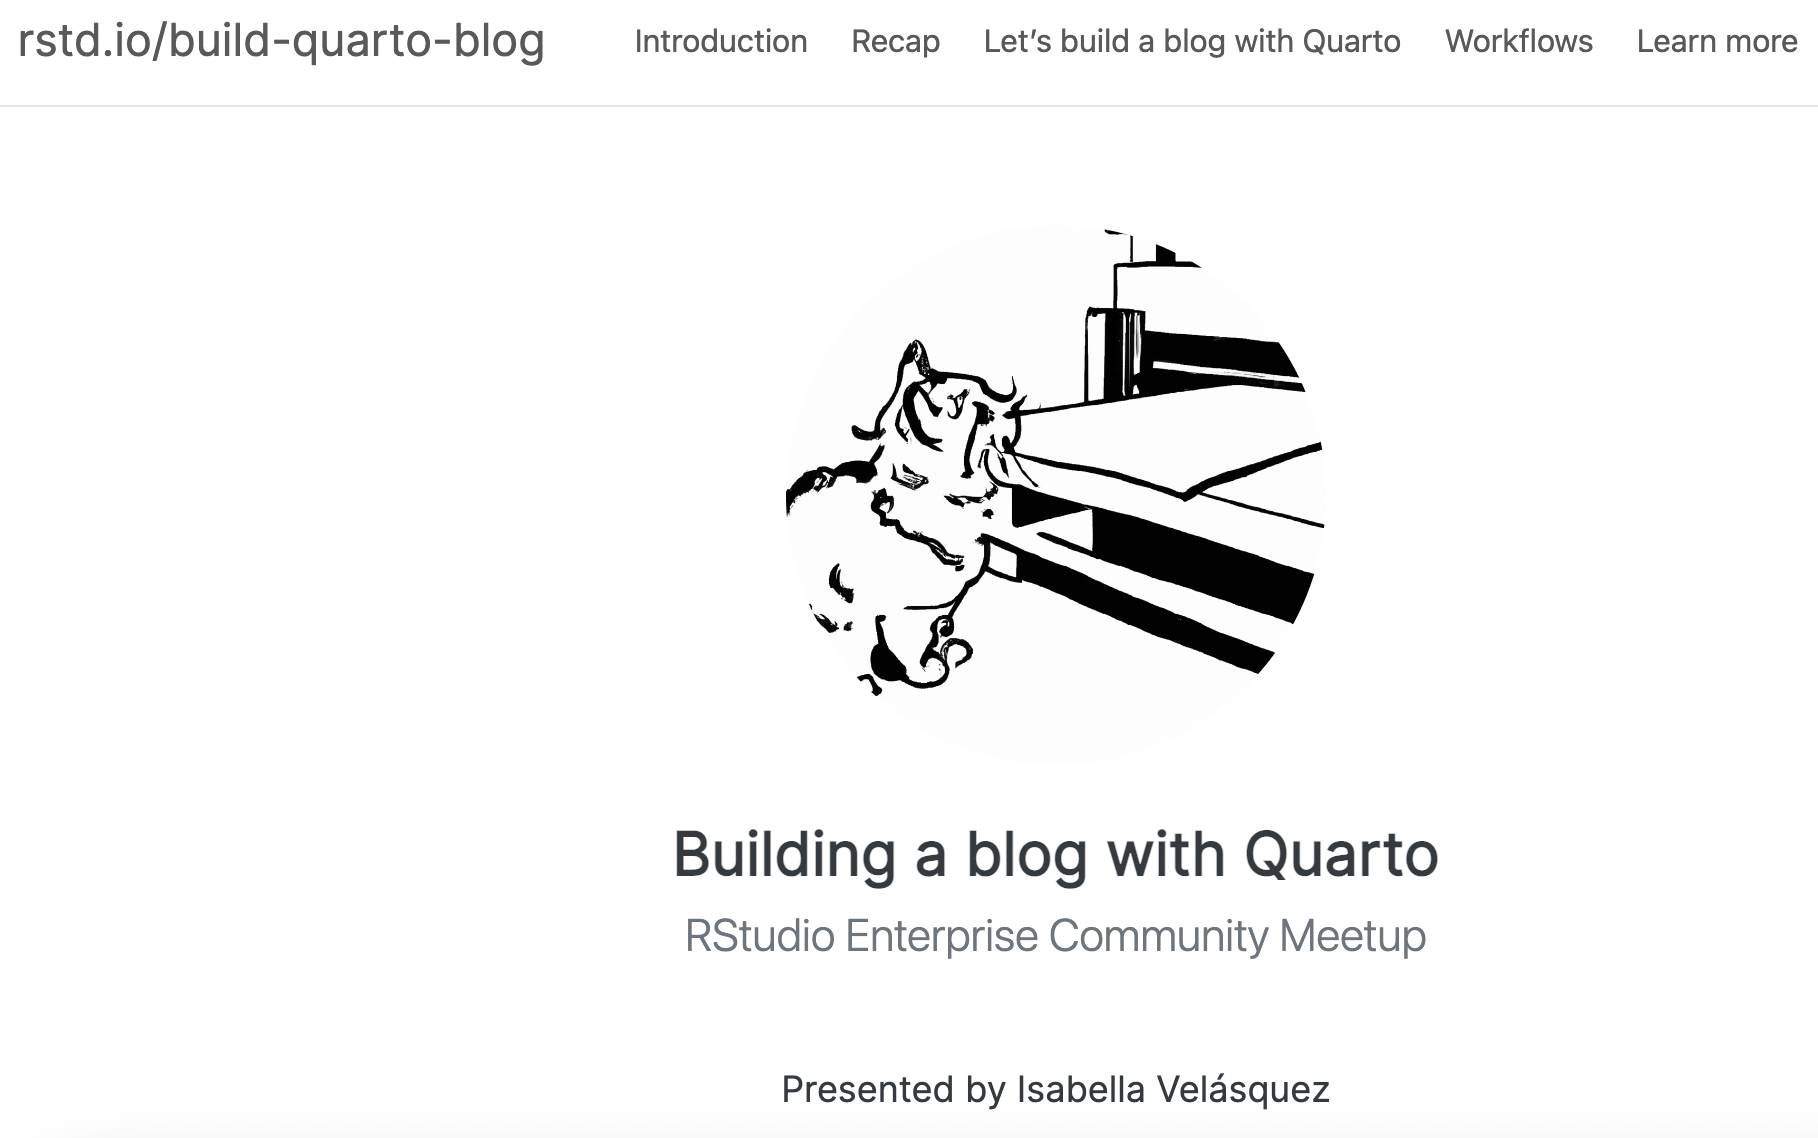 rstd.io/build-quarto-blog Introduction Recap Let's build a blog with Quarto Workflows Learn more
Building a blog with Quarto
RStudio Enterprise Community Meetup
Presented by Isabella Velásquez